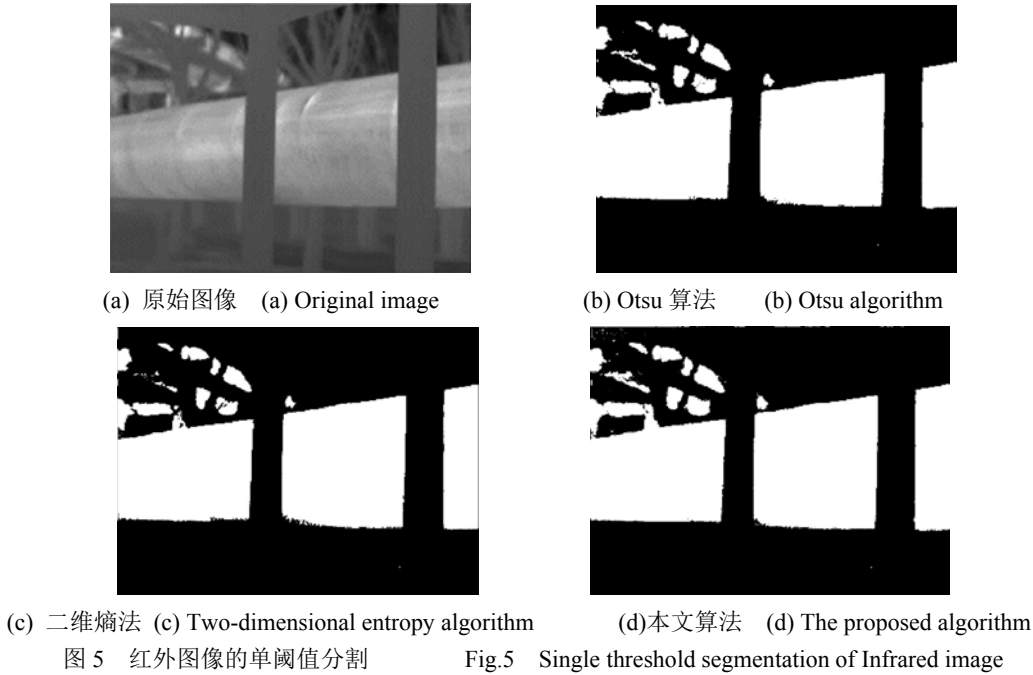 (a) 原始图像 (a) Original image
(b) Otsu 算法 (b) Otsu algorithm
(c) 二维熵法 (c) Two-dimensional entropy algorithm
(d)本文算法 (d) The proposed algorithm
图 5 红外图像的单阈值分割 Fig.5 Single threshold segmentation of Infrared image